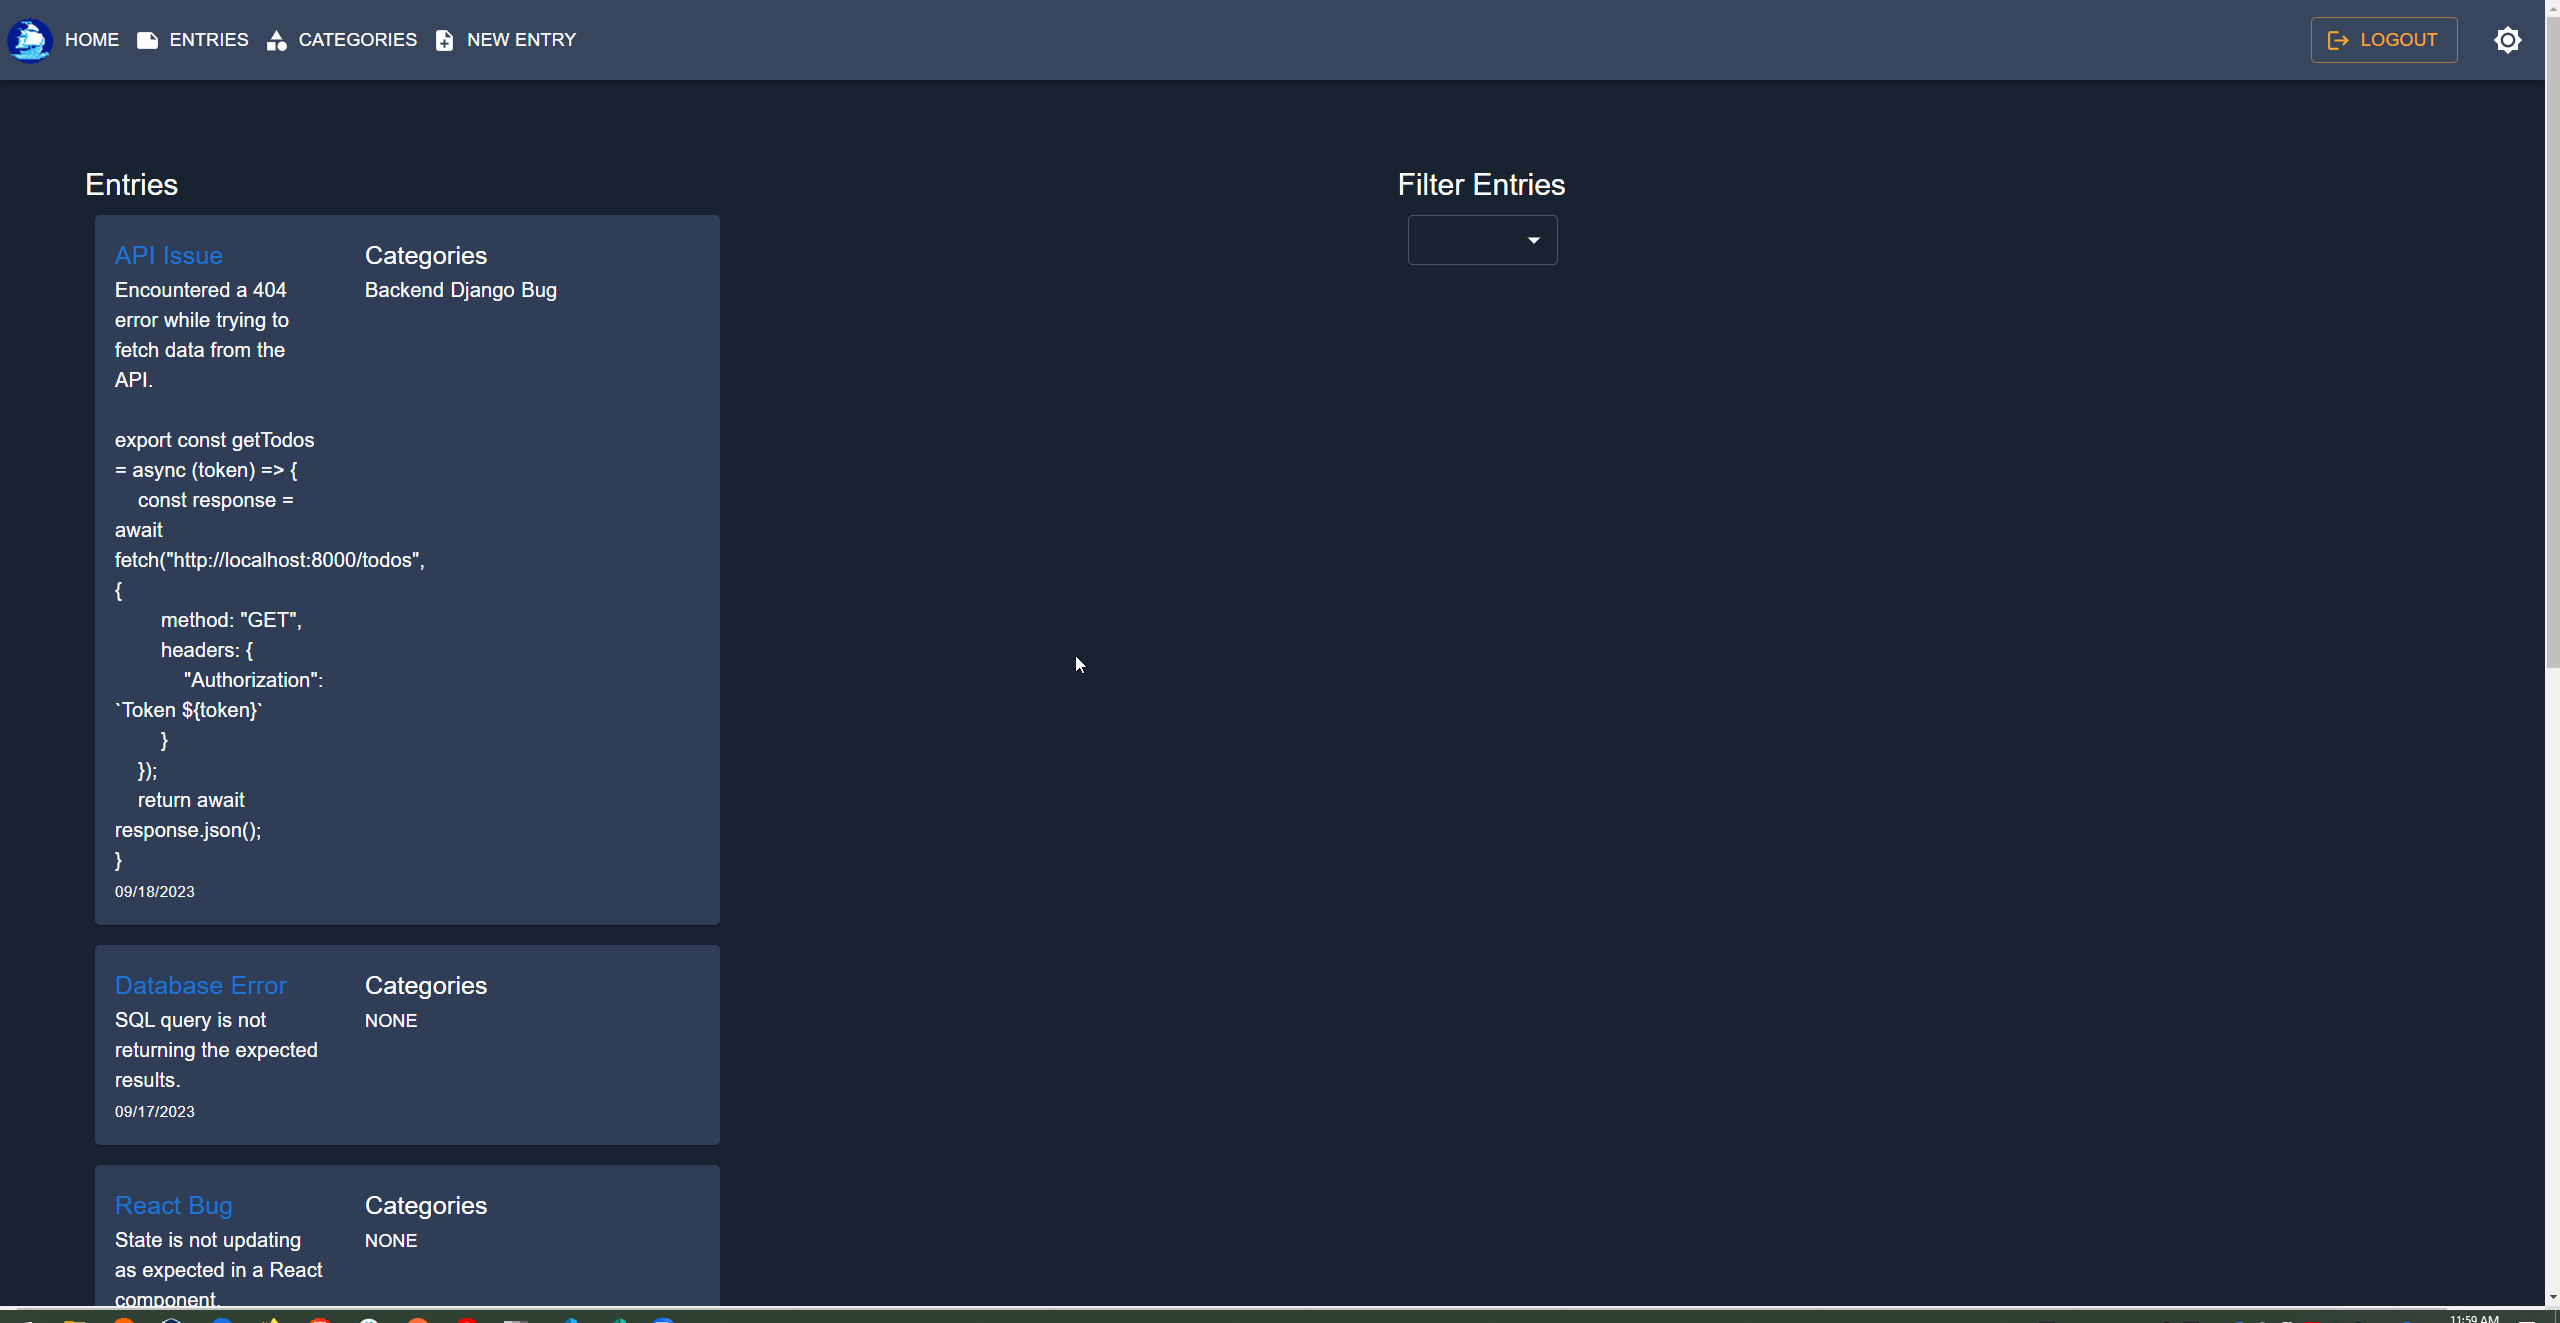 HOME ENTRIES CATEGORIES NEW ENTRY LOGOUT
Entries
API Issue
Encountered a 404
error while trying to
fetch data from the
API.
export const getTodos
= async (token) => {
const response =
await
fetch("http://localhost:8000/todos",
{
method: "GET",
headers: {
"Authorization":
`Token ${token}`
}
});
return await
response.json();
}
09/18/2023
Categories
Backend Django Bug
Database Error
SQL query is not
returning the expected
results.
09/17/2023
Categories
NONE
React Bug
State is not updating
as expected in a React
component.
Categories
NONE
Filter Entries
11:59 AM